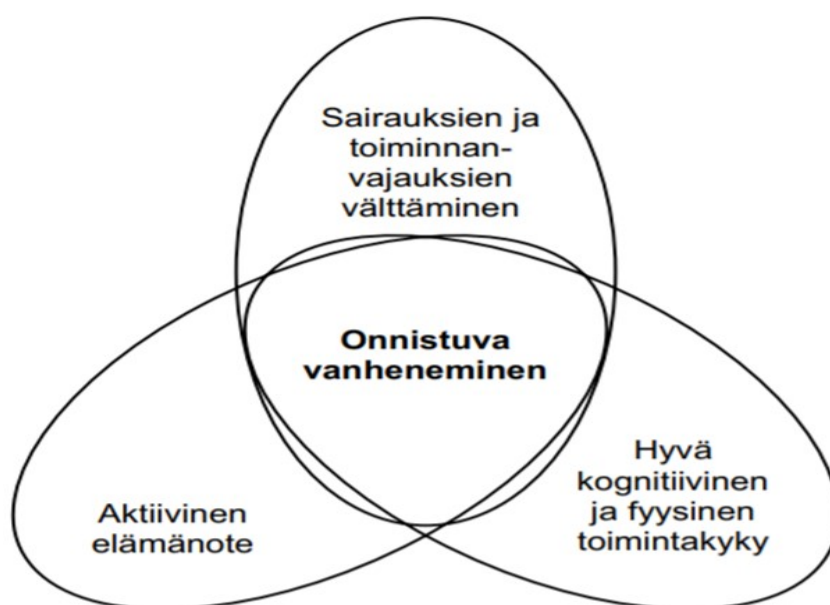 Sairauksien ja
toiminnan-
vajauksien
välttäminen
Onnistuva
vanheneminen
Aktiivinen
elämänote
Hyvä
kognitiivinen
ja fyysinen
toimintakyky